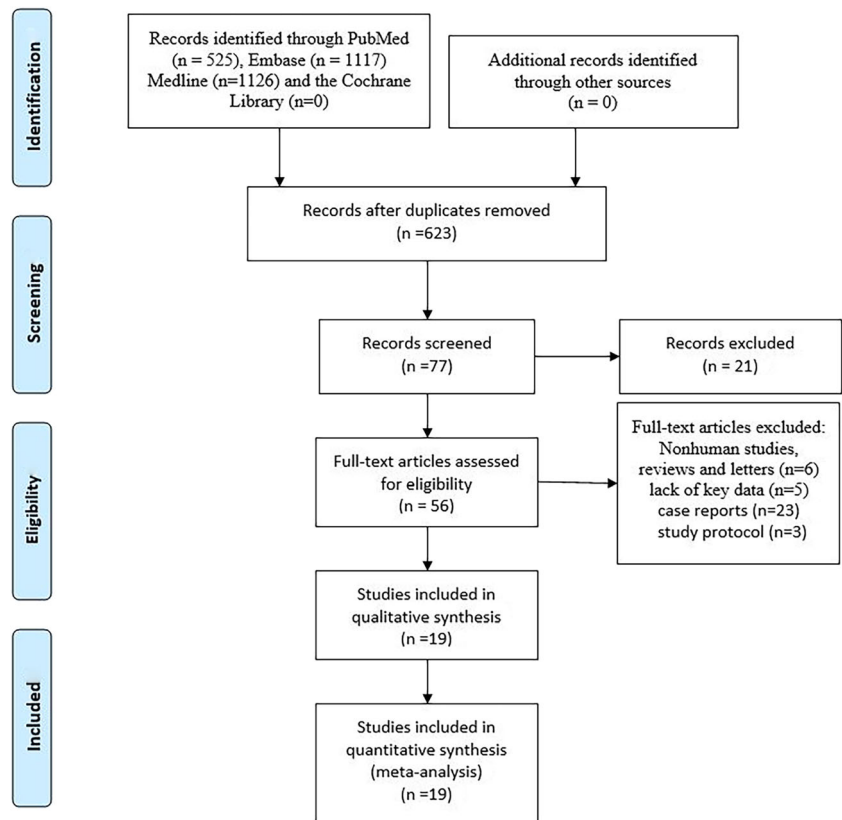 Identification
Records identified through PubMed
(n = 525), Embase (n = 1117)
Medline (n=1126) and the Cochrane
Library (n=0)
Additional records identified
through other sources
(n = 0)
Records after duplicates removed
(n =623)
Screening
Records screened
(n =77)
Records excluded
(n = 21)
Eligibility
Full-text articles assessed
for eligibility
(n = 56)
Full-text articles excluded:
Nonhuman studies,
reviews and letters (n=6)
lack of key data (n=5)
case reports (n=23)
study protocol (n=3)
Studies included in
qualitative synthesis
(n =19)
Included
Studies included in
quantitative synthesis
(meta-analysis)
(n =19)